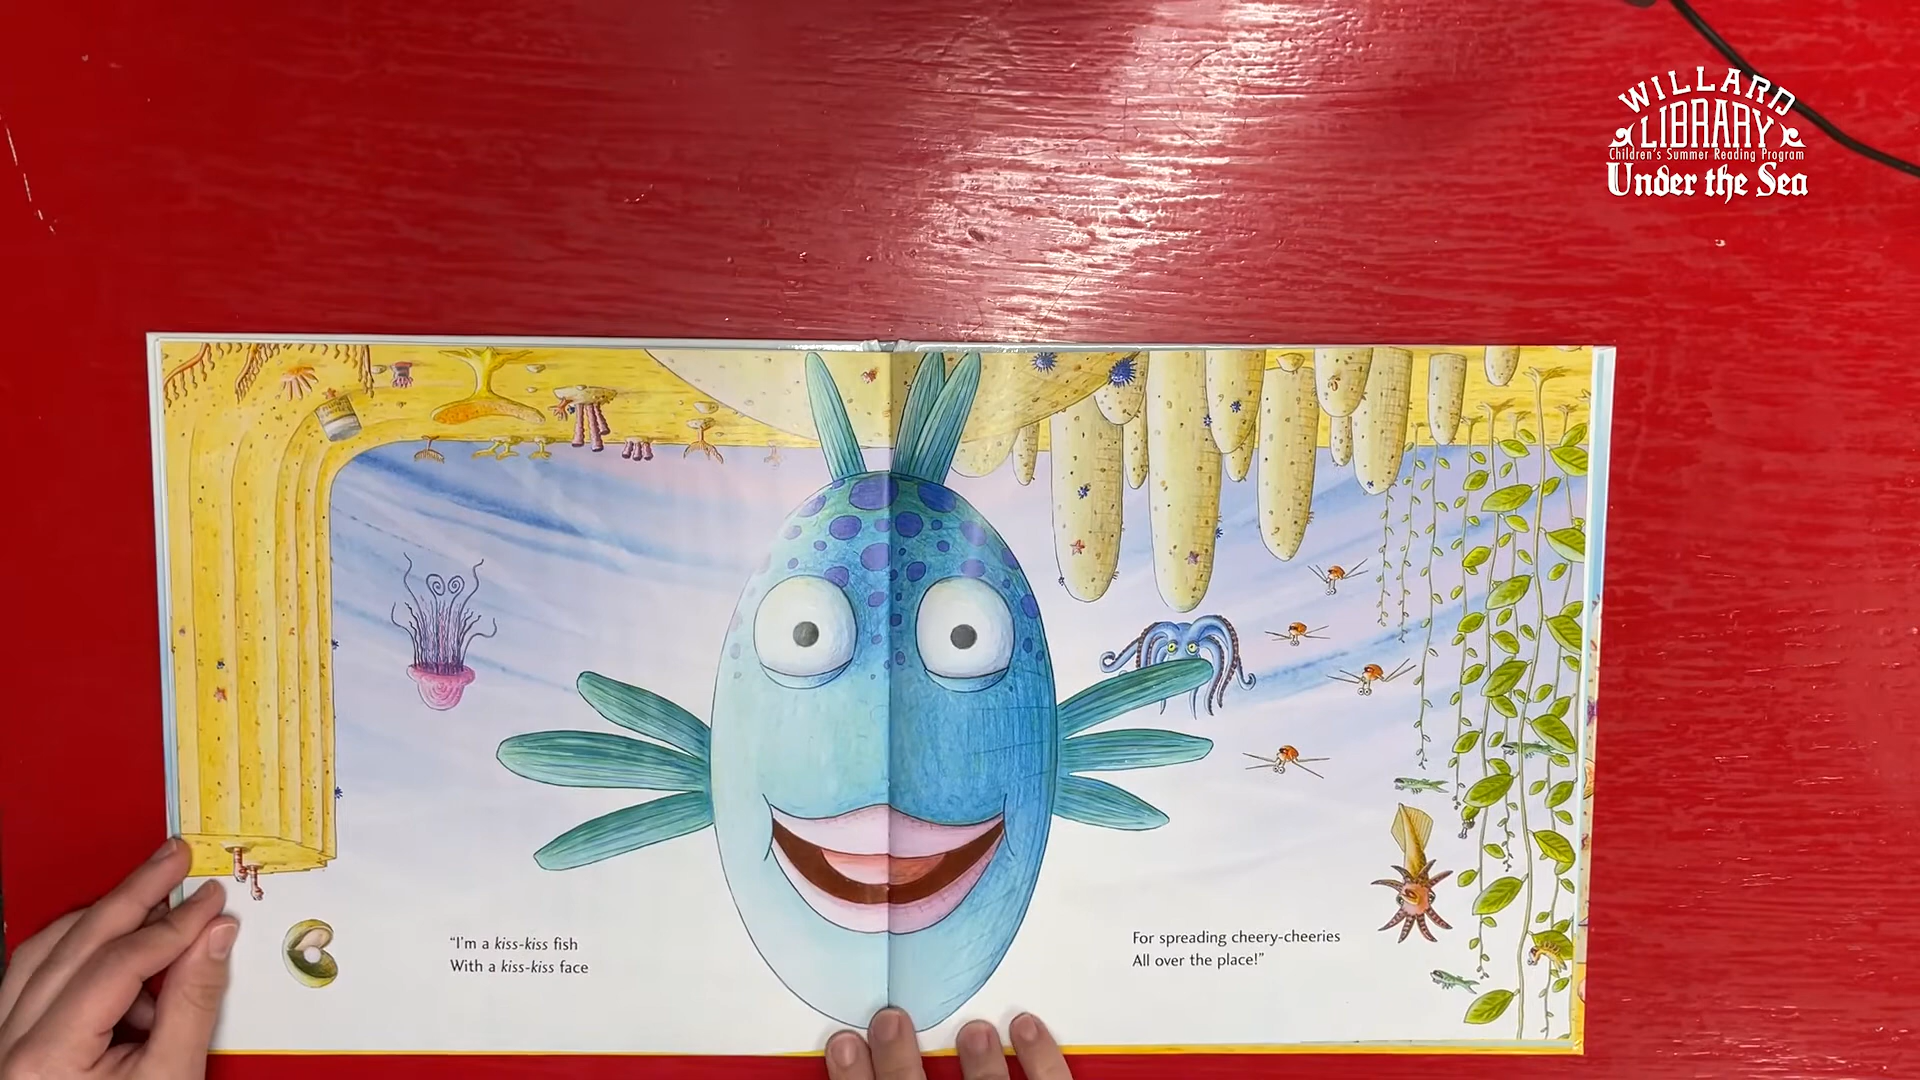 WILLARD
LIBRARY
Children's Summer Reading Program
Under the Sea
"I'm a kiss-kiss fish
With a kiss-kiss face
For spreading cheery-cheeries
All over the place!"